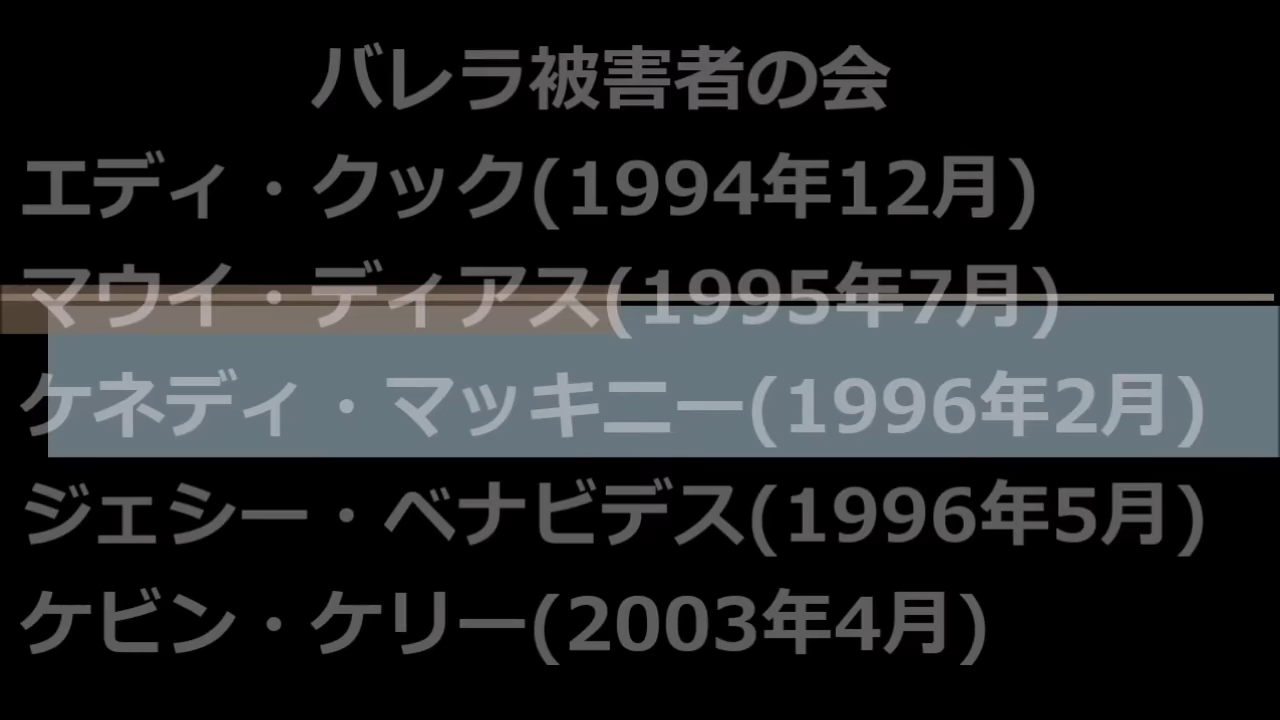 バレラ被害者の会
エディ・クック(1994年12月)
マウイ・ディアス(1995年7月)
ケネディ・マッキニー(1996年2月)
ジェシー・ベナビデス(1996年5月)
ケビン・ケリー(2003年4月)